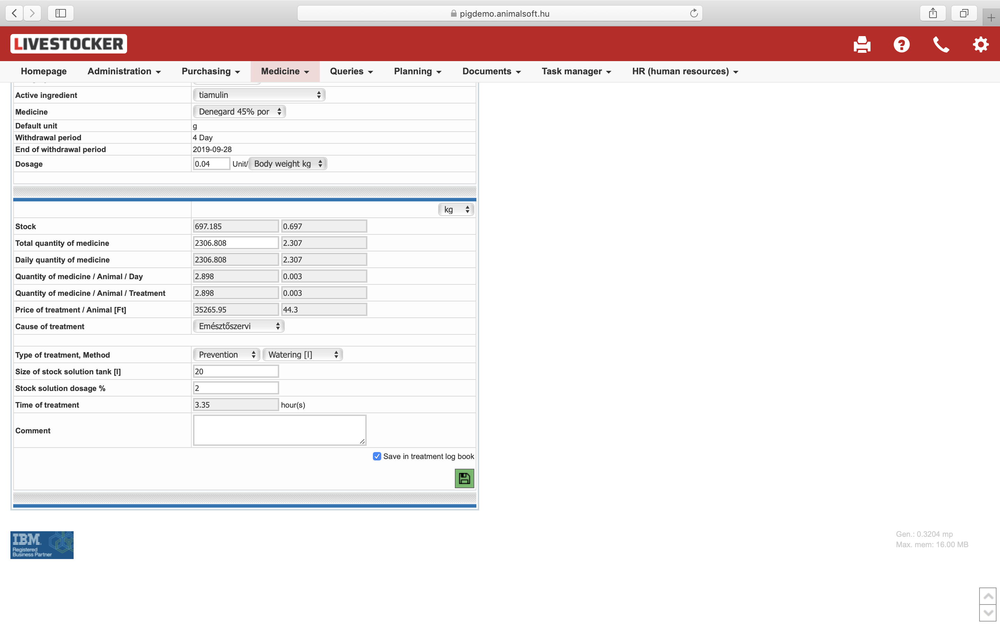 pigdemo.animalsoft.hu
LIVESTOCKER
Homepage Administration Purchasing Medicine Queries Planning Documents Task manager HR (human resources)
Active ingredient tiamulin
Medicine Denegard 45% por
Default unit g
Withdrawal period 4 Day
End of withdrawal period 2019-09-28
Dosage 0.04 Unit/ Body weight kg
kg
Stock 697.185 0.697
Total quantity of medicine 2306.808 2.307
Daily quantity of medicine 2306.808 2.307
Quantity of medicine / Animal / Day 2.898 0.003
Quantity of medicine / Animal / Treatment 2.898 0.003
Price of treatment / Animal [Ft] 35265.95 44.3
Cause of treatment Emésztőszervi
Type of treatment, Method Prevention Watering [l]
Size of stock solution tank [l] 20
Stock solution dosage % 2
Time of treatment 3.35 hour(s)
Comment
Save in treatment log book
IBM
Registered
Business Partner
Gen.: 0.3204 mp
Max. mem: 16.00 MB